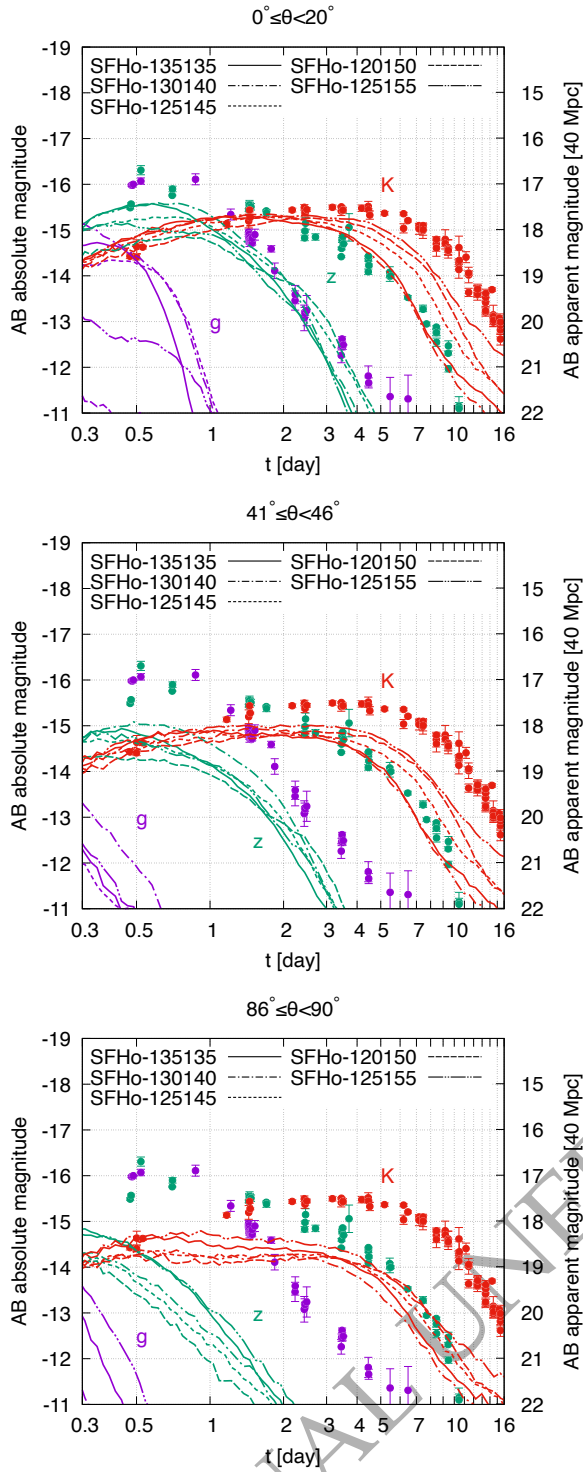 0°≤θ<20°
SFHo-135135 SFHo-120150
SFHo-130140 SFHo-125155
SFHo-125145
-19
-18
-17
-16
-15
-14
-13
-12
-11
AB absolute magnitude
15
16
17
18
19
20
21
22
AB apparent magnitude [40 Mpc]
K
z
g
0.3 0.5 1 2 3 4 5 7 10 16
t [day]
41°≤θ<46°
SFHo-135135 SFHo-120150
SFHo-130140 SFHo-125155
SFHo-125145
-19
-18
-17
-16
-15
-14
-13
-12
-11
AB absolute magnitude
15
16
17
18
19
20
21
22
AB apparent magnitude [40 Mpc]
K
g
z
0.3 0.5 1 2 3 4 5 7 10 16
t [day]
86°≤θ<90°
SFHo-135135 SFHo-120150
SFHo-130140 SFHo-125155
SFHo-125145
-19
-18
-17
-16
-15
-14
-13
-12
-11
AB absolute magnitude
15
16
17
18
19
20
21
22
AB apparent magnitude [40 Mpc]
K
g
z
0.3 0.5 1 2 3 4 5 7 10 16
t [day]